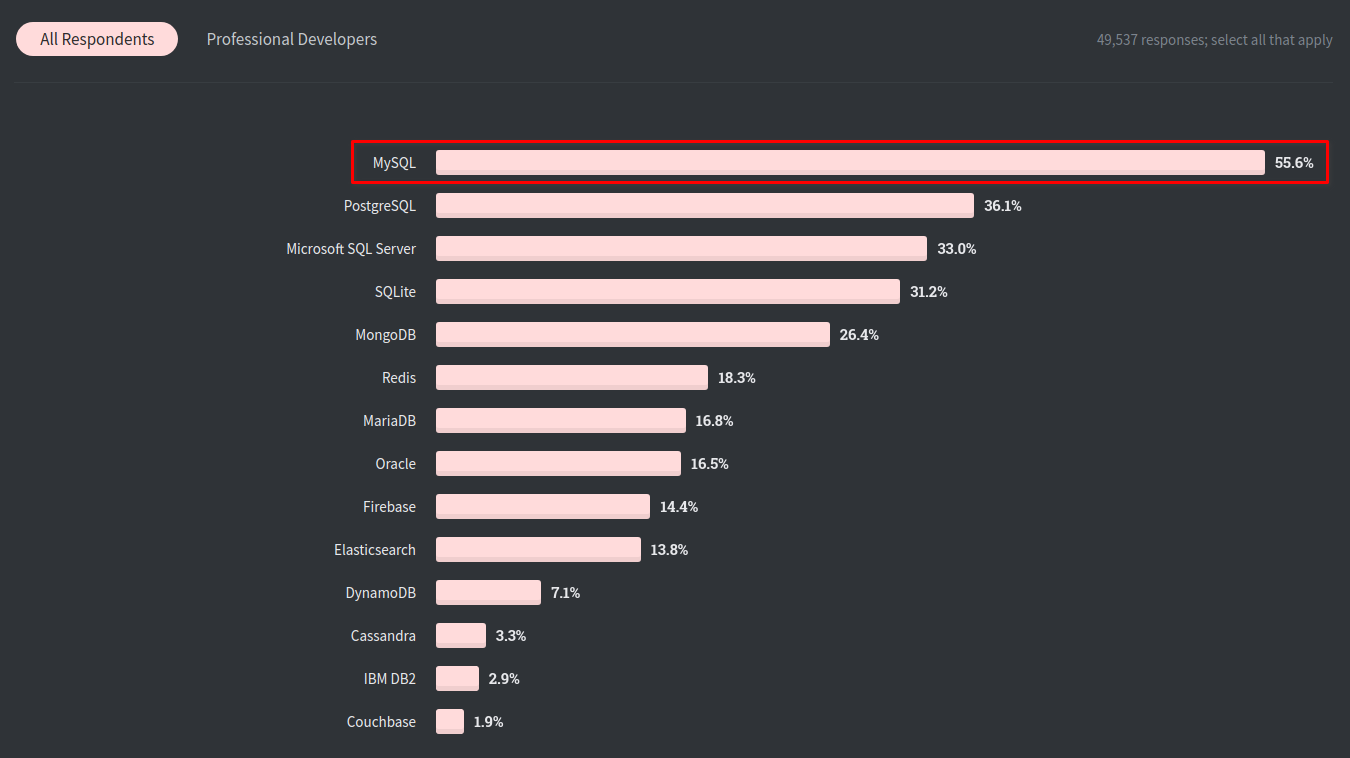 All Respondents Professional Developers 49,537 responses; select all that apply
MySQL 55.6%
PostgreSQL 36.1%
Microsoft SQL Server 33.0%
SQLite 31.2%
MongoDB 26.4%
Redis 18.3%
MariaDB 16.8%
Oracle 16.5%
Firebase 14.4%
Elasticsearch 13.8%
DynamoDB 7.1%
Cassandra 3.3%
IBM DB2 2.9%
Couchbase 1.9%